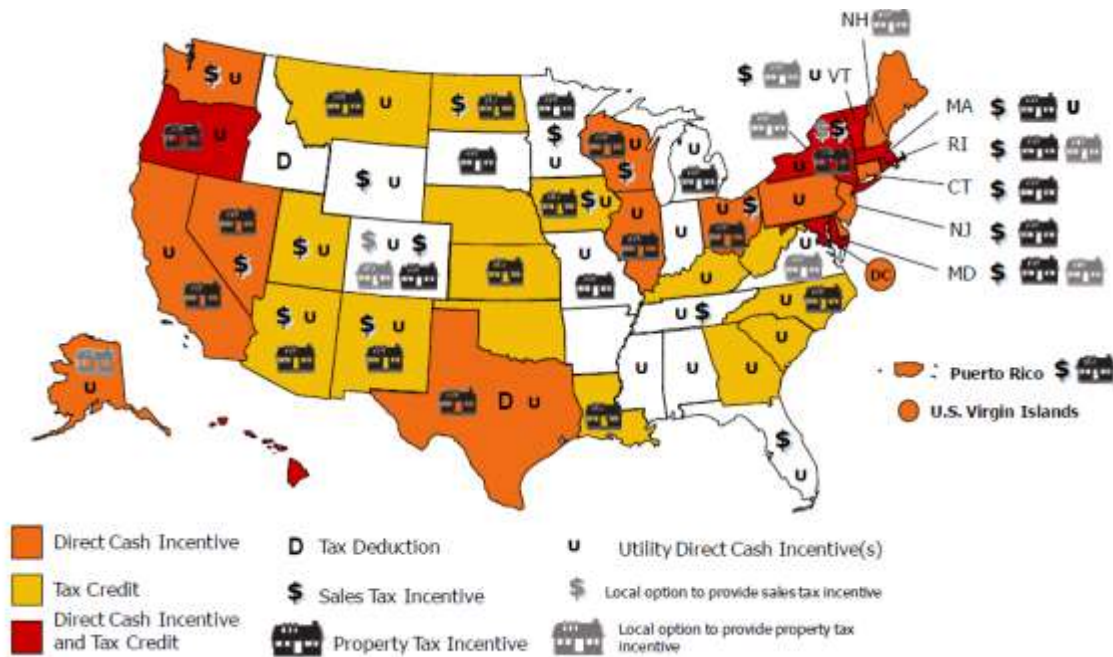 NH
$ U VT
MA $ U
$ U
RI $
U
$ U
$ U
U
$ $
U
U
$
CT $
D
$ U
$ U
U
U
$
U
NJ $
U
$ U
$ U $
U
U
U
DC
MD $
$
U
U $
U
$ U
$ U
U
U
U
U
U
Puerto Rico $
D U
U.S. Virgin Islands
$
U
Direct Cash Incentive
D Tax Deduction
U Utility Direct Cash Incentive(s)
Tax Credit
$ Sales Tax Incentive
$ Local option to provide sales tax incentive
Direct Cash Incentive
and Tax Credit
Property Tax Incentive
Local option to provide property tax
incentive